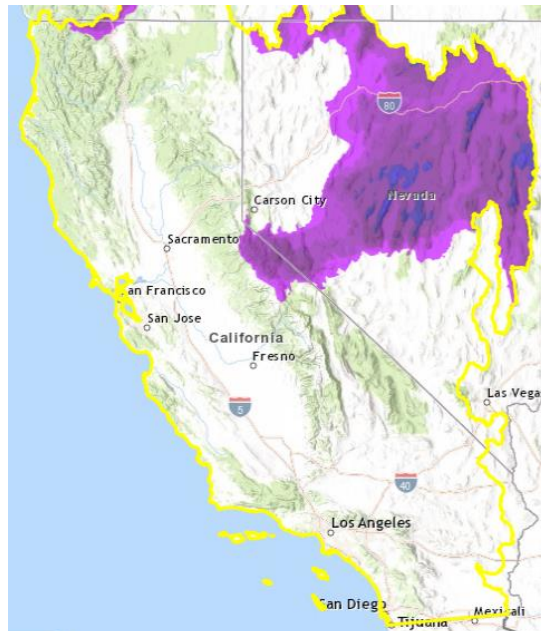 80
Nevada
Carson City
Sacramento
an Francisco
San Jose
California
Fresno
5
Las Vega
40
Los Angeles
San Diego
Tijuana
Mexicali